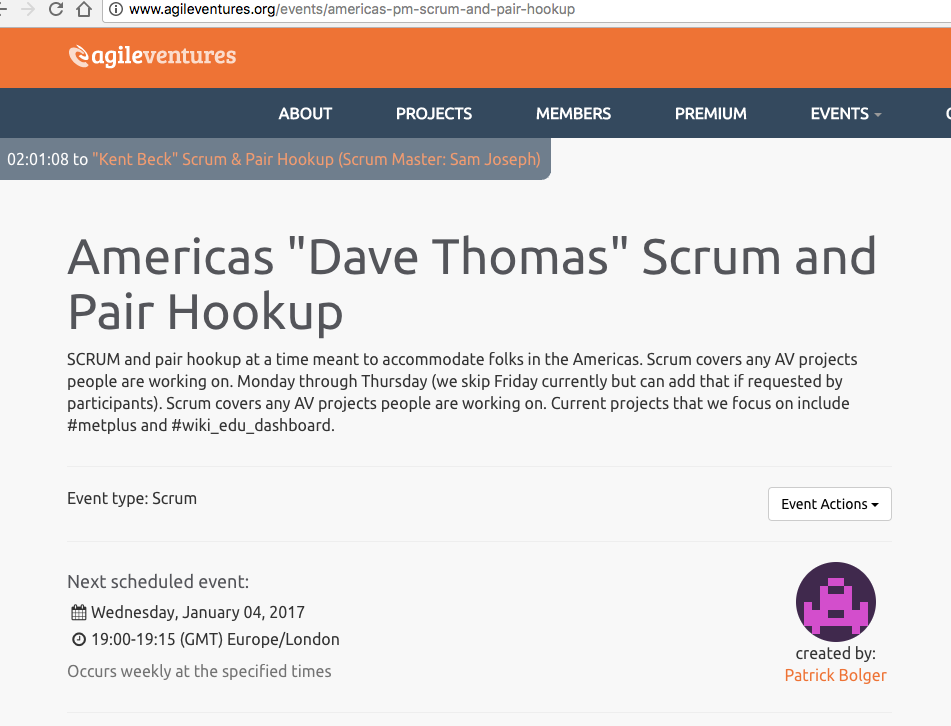 www.agileventures.org/events/americas-pm-scrum-and-pair-hookup
agileventures
ABOUT PROJECTS MEMBERS PREMIUM EVENTS
02:01:08 to "Kent Beck" Scrum & Pair Hookup (Scrum Master: Sam Joseph)
Americas "Dave Thomas" Scrum and
Pair Hookup
SCRUM and pair hookup at a time meant to accommodate folks in the Americas. Scrum covers any AV projects
people are working on. Monday through Thursday (we skip Friday currently but can add that if requested by
participants). Scrum covers any AV projects people are working on. Current projects that we focus on include
#metplus and #wiki_edu_dashboard.
Event type: Scrum
Event Actions
Next scheduled event:
Wednesday, January 04, 2017
19:00-19:15 (GMT) Europe/London
Occurs weekly at the specified times
created by:
Patrick Bolger